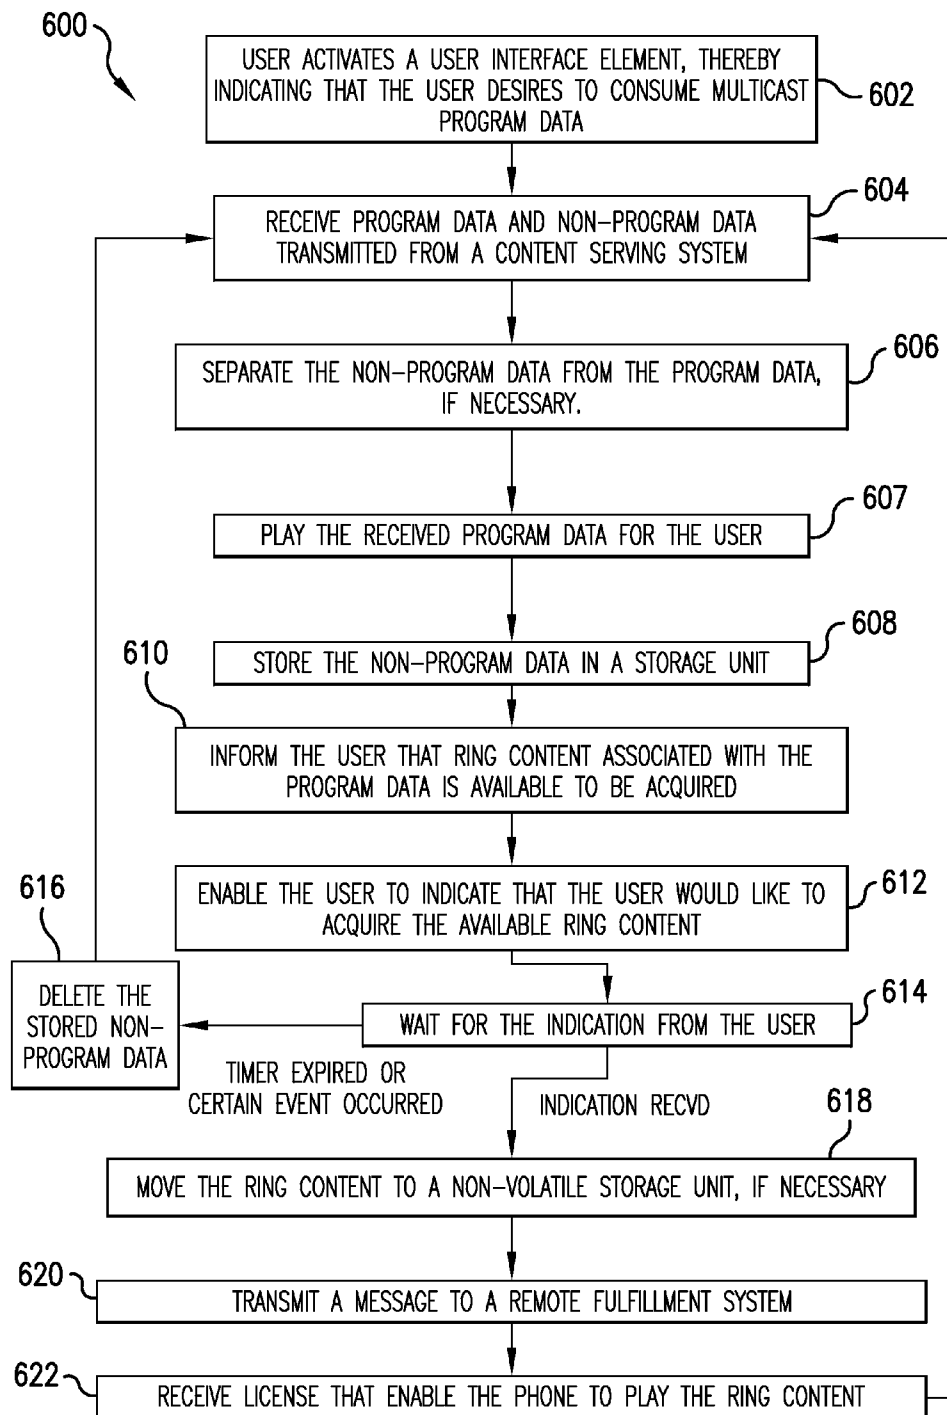 600
USER ACTIVATES A USER INTERFACE ELEMENT, THEREBY
INDICATING THAT THE USER DESIRES TO CONSUME MULTICAST
PROGRAM DATA
602
604
RECEIVE PROGRAM DATA AND NON-PROGRAM DATA
TRANSMITTED FROM A CONTENT SERVING SYSTEM
606
SEPARATE THE NON-PROGRAM DATA FROM THE PROGRAM DATA,
IF NECESSARY.
607
PLAY THE RECEIVED PROGRAM DATA FOR THE USER
608
STORE THE NON-PROGRAM DATA IN A STORAGE UNIT
610
INFORM THE USER THAT RING CONTENT ASSOCIATED WITH THE
PROGRAM DATA IS AVAILABLE TO BE ACQUIRED
612
ENABLE THE USER TO INDICATE THAT THE USER WOULD LIKE TO
ACQUIRE THE AVAILABLE RING CONTENT
616
DELETE THE
STORED NON-
PROGRAM DATA
614
WAIT FOR THE INDICATION FROM THE USER
TIMER EXPIRED OR
CERTAIN EVENT OCCURRED
INDICATION RECVD
618
MOVE THE RING CONTENT TO A NON-VOLATILE STORAGE UNIT, IF NECESSARY
620
TRANSMIT A MESSAGE TO A REMOTE FULFILLMENT SYSTEM
622
RECEIVE LICENSE THAT ENABLE THE PHONE TO PLAY THE RING CONTENT